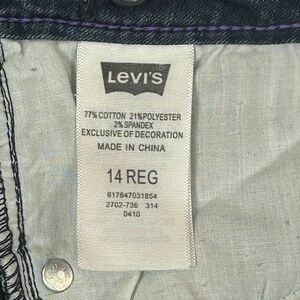 LEVI'S
77% COTTON 21% POLYESTER
2% SPANDEX
EXCLUSIVE OF DECORATION
MADE IN CHINA
14 REG
617847031854
2702-736 314
0410